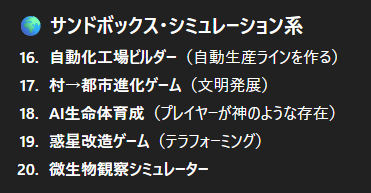 🌍 サンドボックス・シミュレーション系
16. 自動化工場ビルダー（自動生産ラインを作る）
17. 村→都市進化ゲーム（文明発展）
18. AI生命体育成（プレイヤーが神のような存在）
19. 惑星改造ゲーム（テラフォーミング）
20. 微生物観察シミュレーター